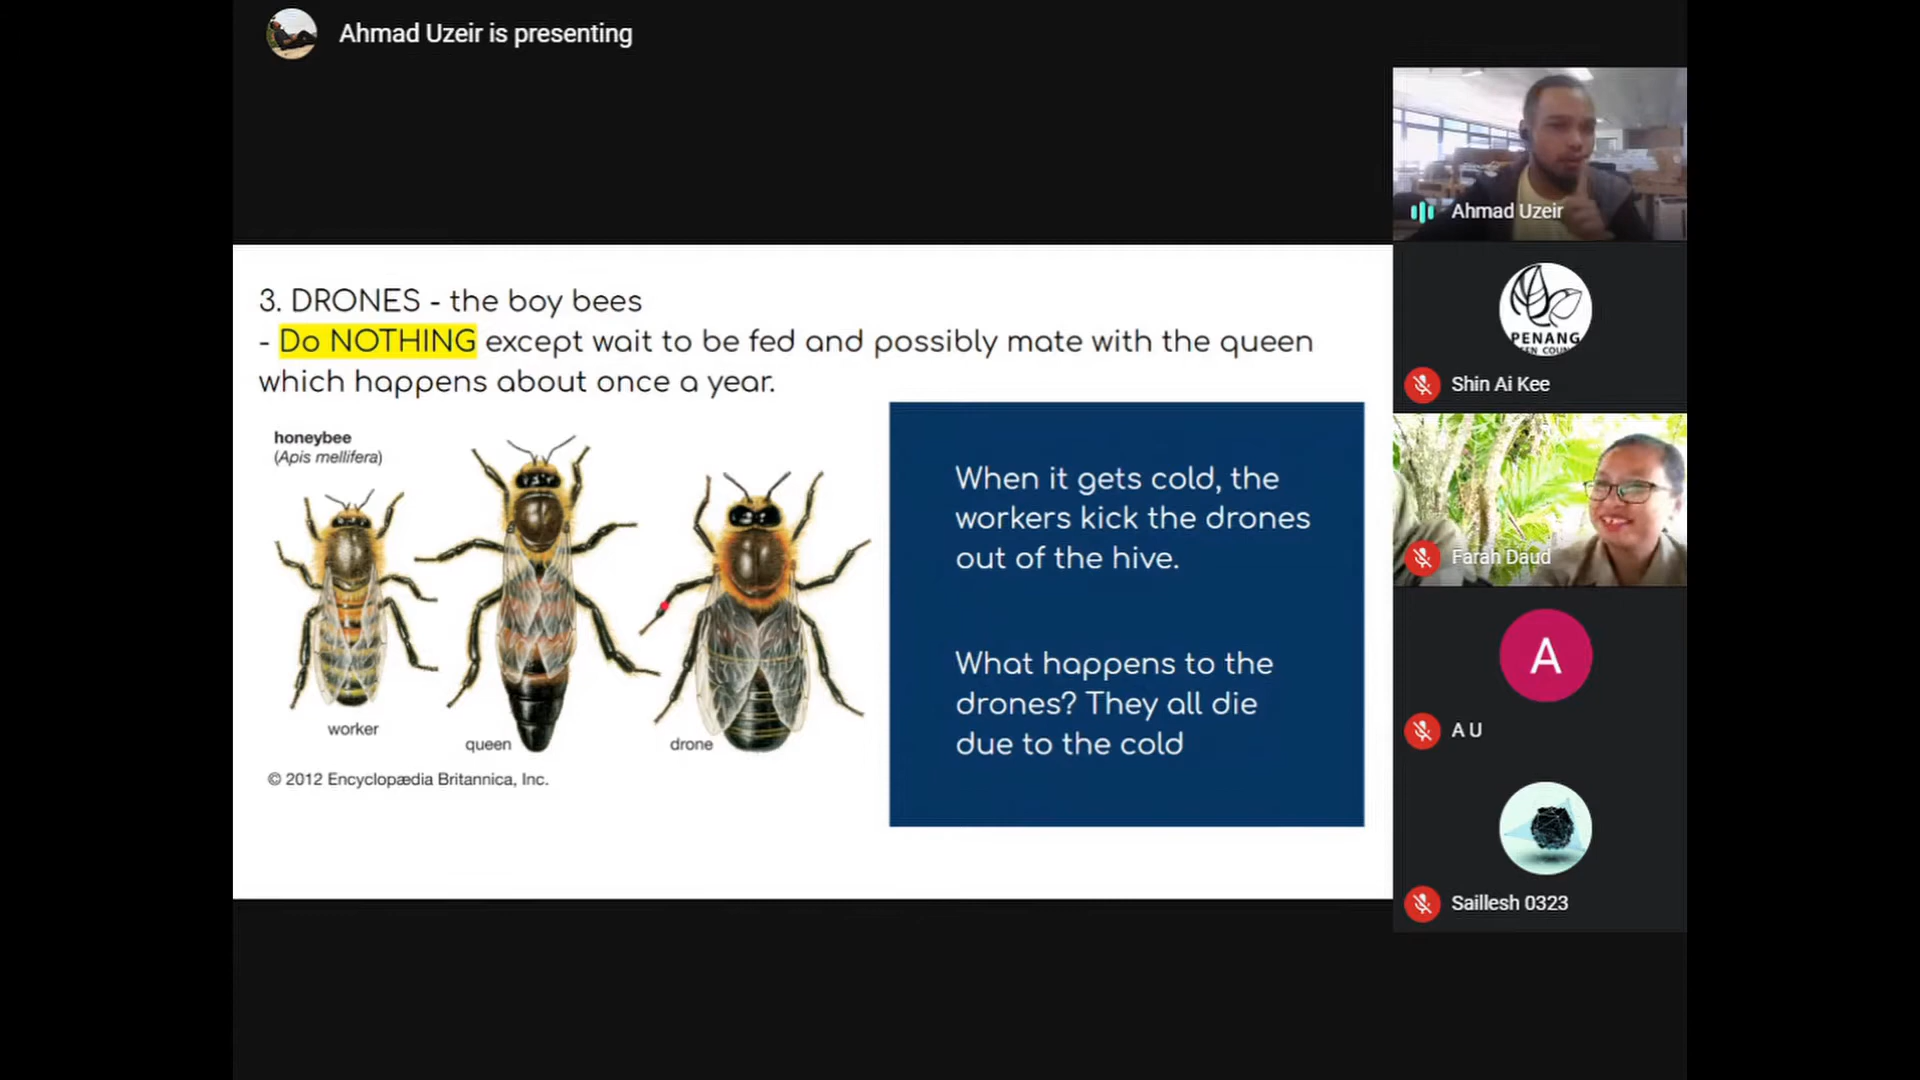 Ahmad Uzeir is presenting
3. DRONES - the boy bees
- Do NOTHING except wait to be fed and possibly mate with the queen
which happens about once a year.
honeybee
(Apis mellifera)
worker
queen
drone
© 2012 Encyclopædia Britannica, Inc.
When it gets cold, the
workers kick the drones
out of the hive.
What happens to the
drones? They all die
due to the cold
Ahmad Uzeir
PENANG
Shin Ai Kee
Farah Daud
A
A U
Saillesh 0323